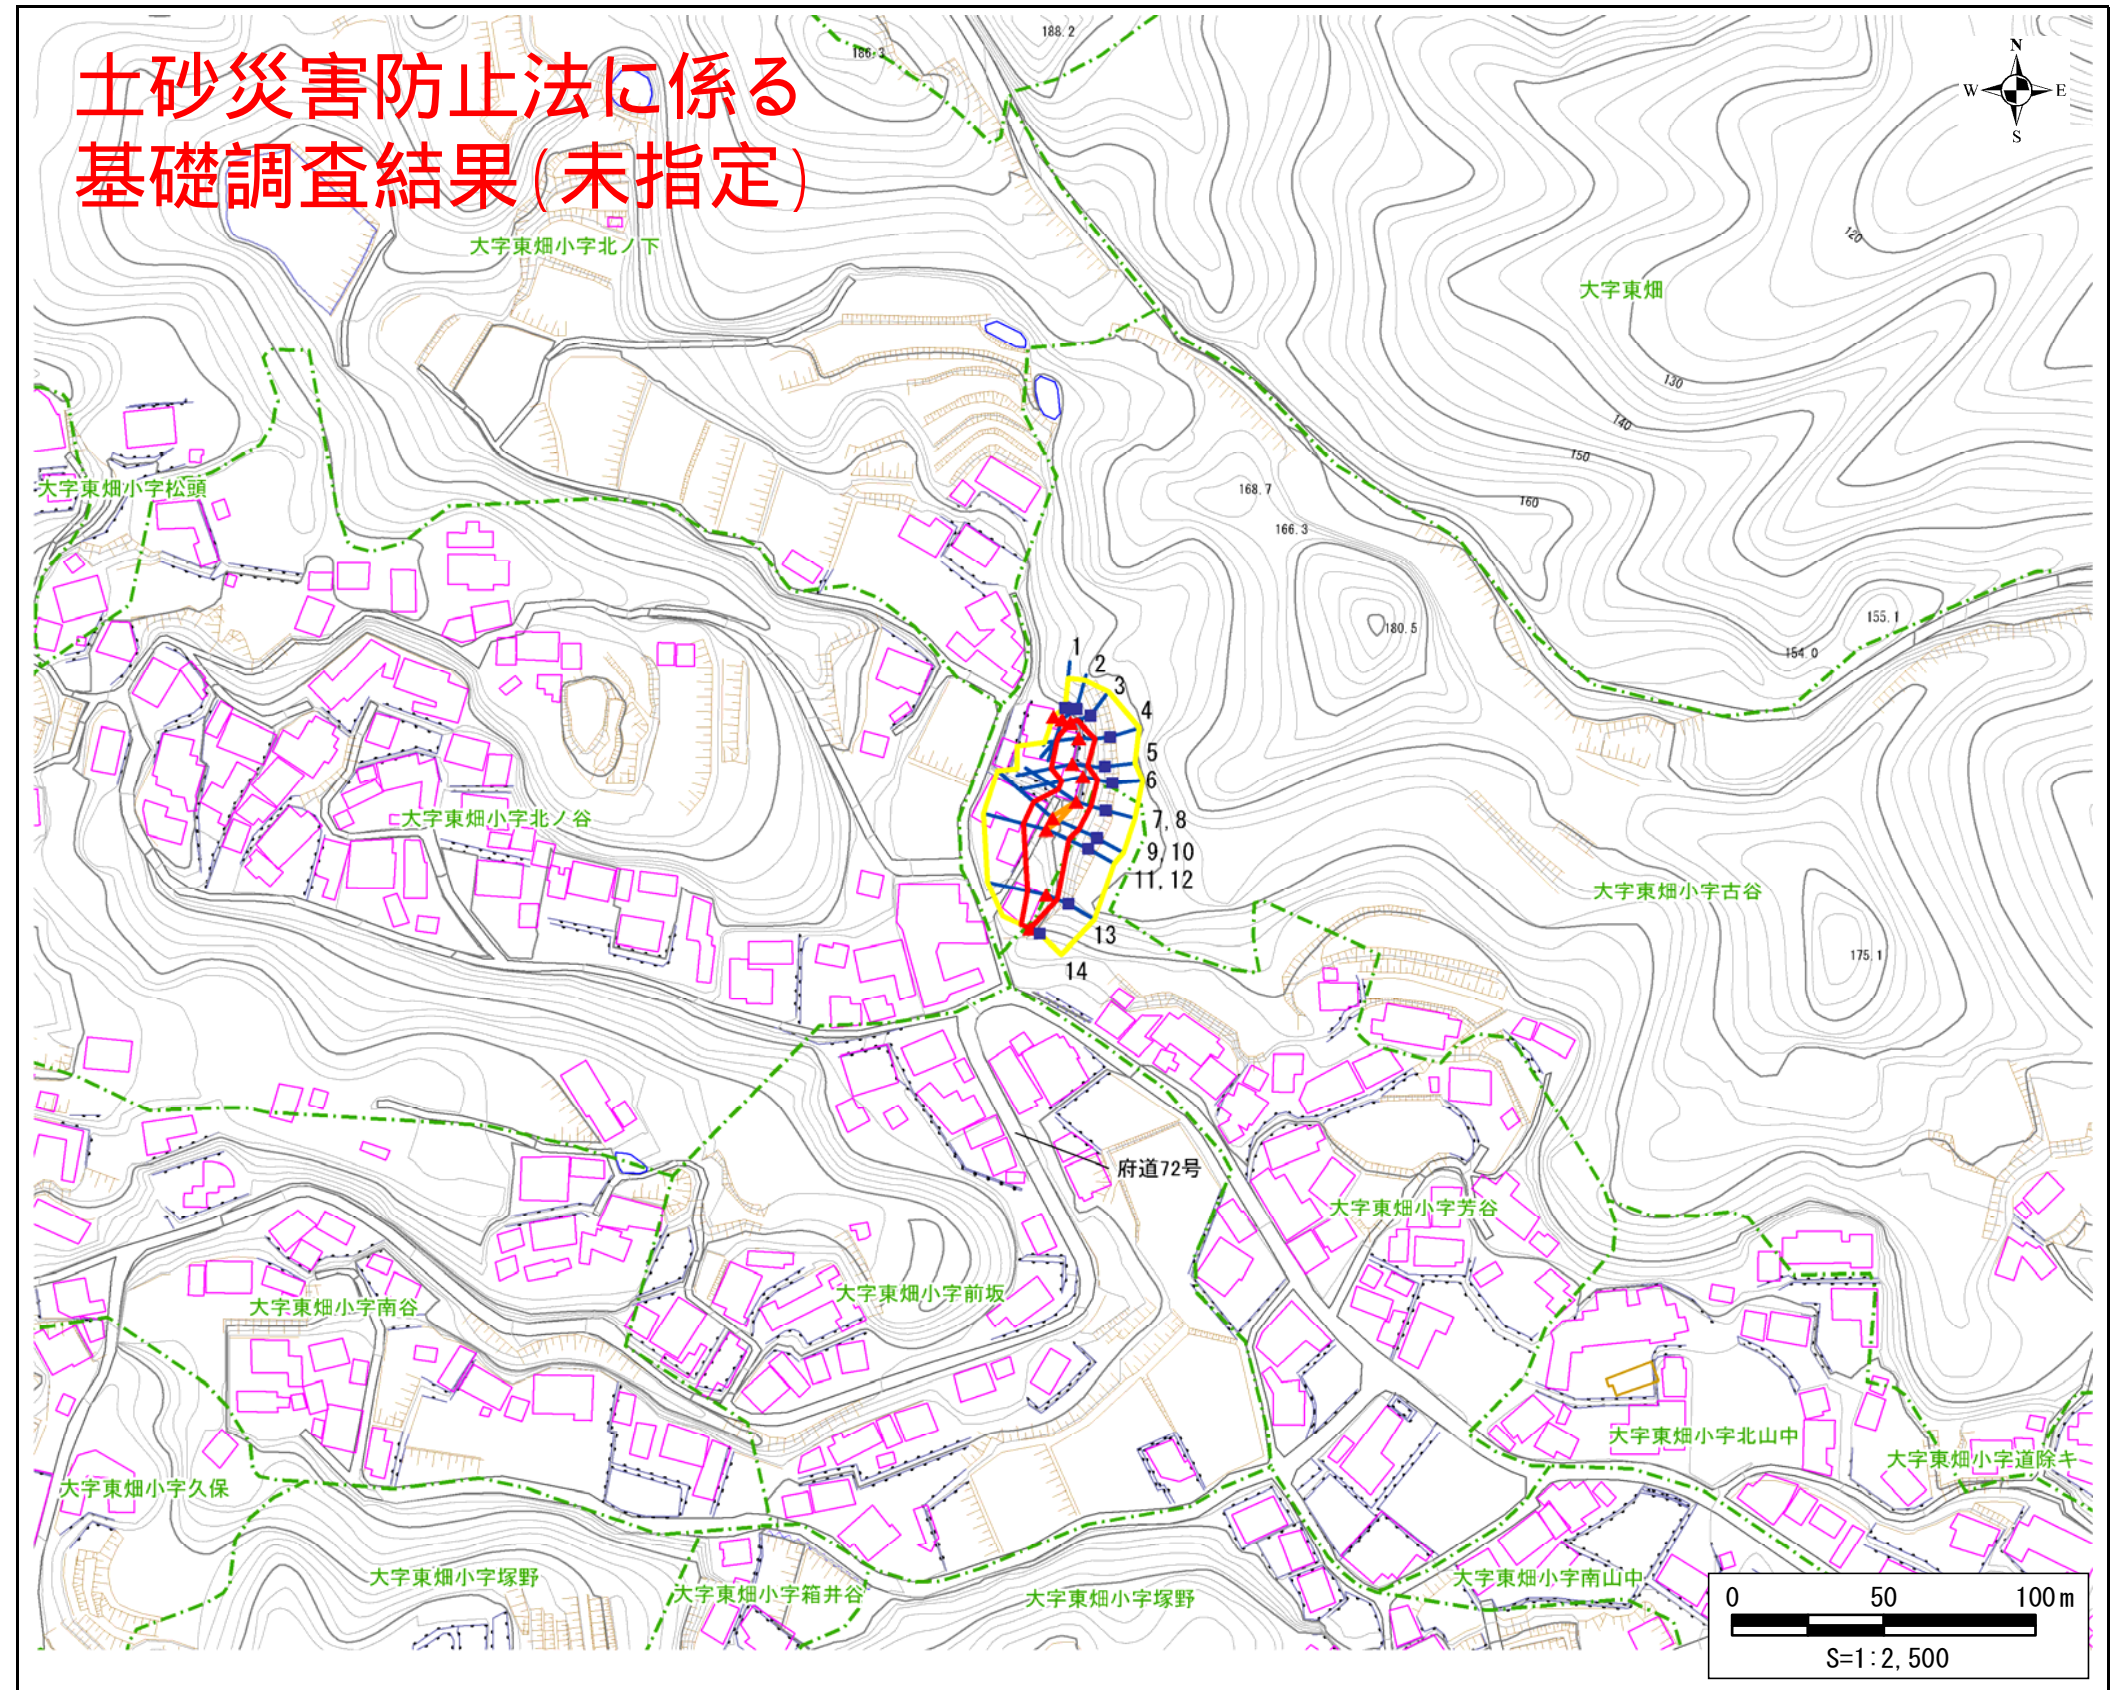 土砂災害防止法に係る
基礎調査結果(未指定)
188.2
186.3
N
W E
S
120
大字東畑小字北ノ下
大字東畑
130
140
150
160
大字東畑小字松頭
168.7
166.3
180.5
155.1
154.0
1
2
3
4
5
6
7,8
9,10
11,12
13
14
大字東畑小字北ノ谷
大字東畑小字古谷
175.1
府道72号
大字東畑小字芳谷
大字東畑小字前坂
大字東畑小字南谷
大字東畑小字北山中
大字東畑小字道除キ
大字東畑小字久保
大字東畑小字塚野
大字東畑小字箱井谷
大字東畑小字塚野
大字東畑小字南山中
0 50 100m
S=1:2,500